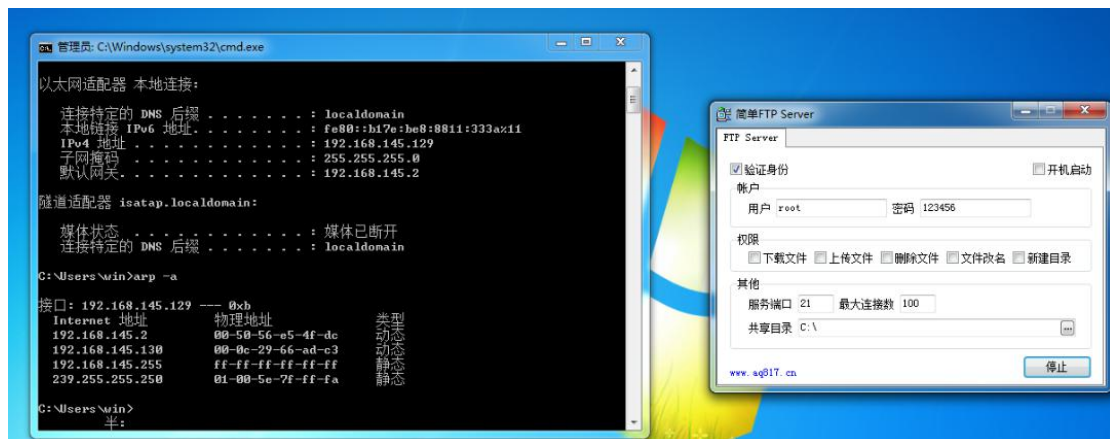 管理员: C:\Windows\system32\cmd.exe
以太网适配器 本地连接:
连接特定的 DNS 后缀 . . . . . . . : localdomain
本地链接 IPv6 地址. . . . . . . . : fe80::b17e:be8:8811:333a%11
IPv4 地址 . . . . . . . . . . . . : 192.168.145.129
子网掩码 . . . . . . . . . . . . : 255.255.255.0
默认网关. . . . . . . . . . . . . : 192.168.145.2
隧道适配器 isatap.localdomain:
媒体状态 . . . . . . . . . . . . : 媒体已断开
连接特定的 DNS 后缀 . . . . . . . : localdomain
C:\Users\win>arp -a
接口: 192.168.145.129 --- 0xb
Internet 地址 物理地址 类型
192.168.145.2 00-50-56-e5-4f-dc 动态
192.168.145.130 00-0c-29-66-ad-c3 动态
192.168.145.255 ff-ff-ff-ff-ff-ff 静态
239.255.255.250 01-00-5e-7f-ff-fa 静态
C:\Users\win>
半:
简单FTP Server
FTP Server
验证身份 开机启动
帐户
用户 root 密码 123456
权限
下载文件 上传文件 删除文件 文件改名 新建目录
其他
服务端口 21 最大连接数 100
共享目录 C:\ ...
www.aq817.cn 停止